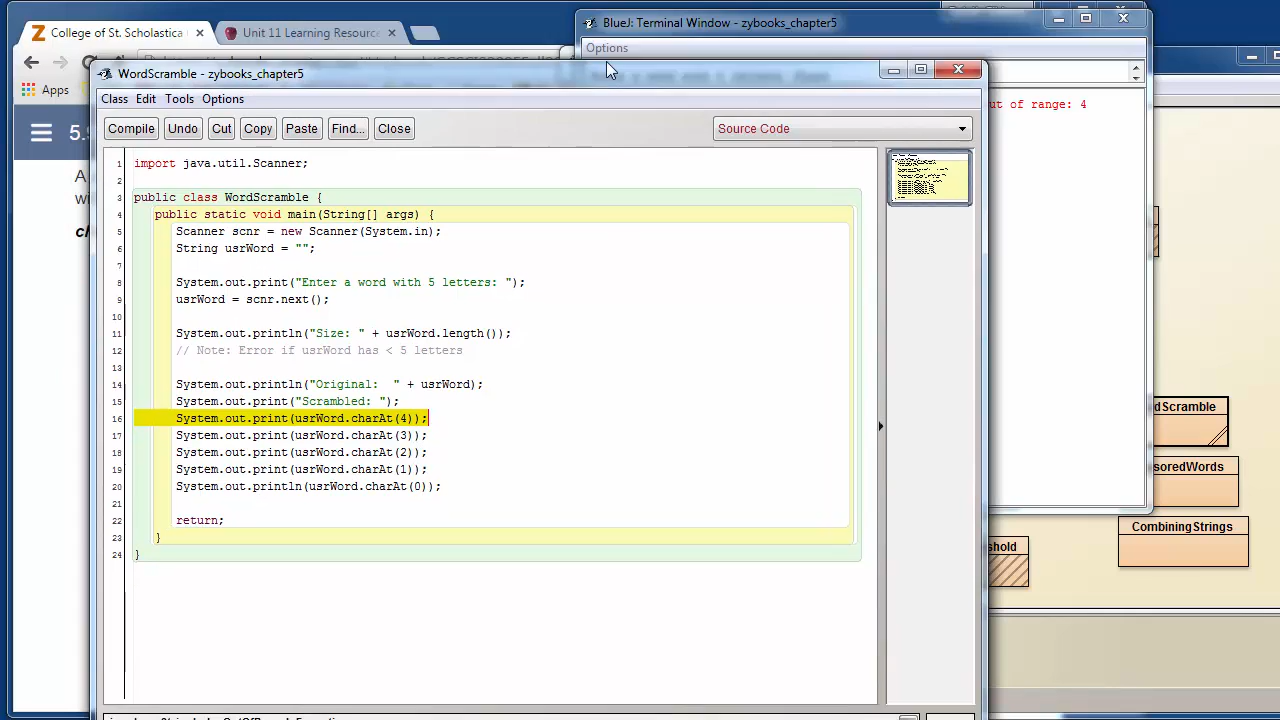 College of St. Scholastica
Unit 11 Learning Resource
Apps
5.
A
wi
BlueJ: Terminal Window - zybooks_chapter5
Options
ut of range: 4
WordScramble - zybooks_chapter5
Class Edit Tools Options
Compile Undo Cut Copy Paste Find... Close
Source Code
1 import java.util.Scanner;
2
3 public class WordScramble {
4 public static void main(String[] args) {
5 Scanner scnr = new Scanner(System.in);
6 String usrWord = "";
7
8 System.out.print("Enter a word with 5 letters: ");
9 usrWord = scnr.next();
10
11 System.out.println("Size: " + usrWord.length());
12 // Note: Error if usrWord has < 5 letters
13
14 System.out.println("Original:  " + usrWord);
15 System.out.print("Scrambled: ");
16 System.out.print(usrWord.charAt(4));
17 System.out.print(usrWord.charAt(3));
18 System.out.print(usrWord.charAt(2));
19 System.out.print(usrWord.charAt(1));
20 System.out.println(usrWord.charAt(0));
21
22 return;
23 }
24 }
dScramble
soredWords
CombiningStrings
shold